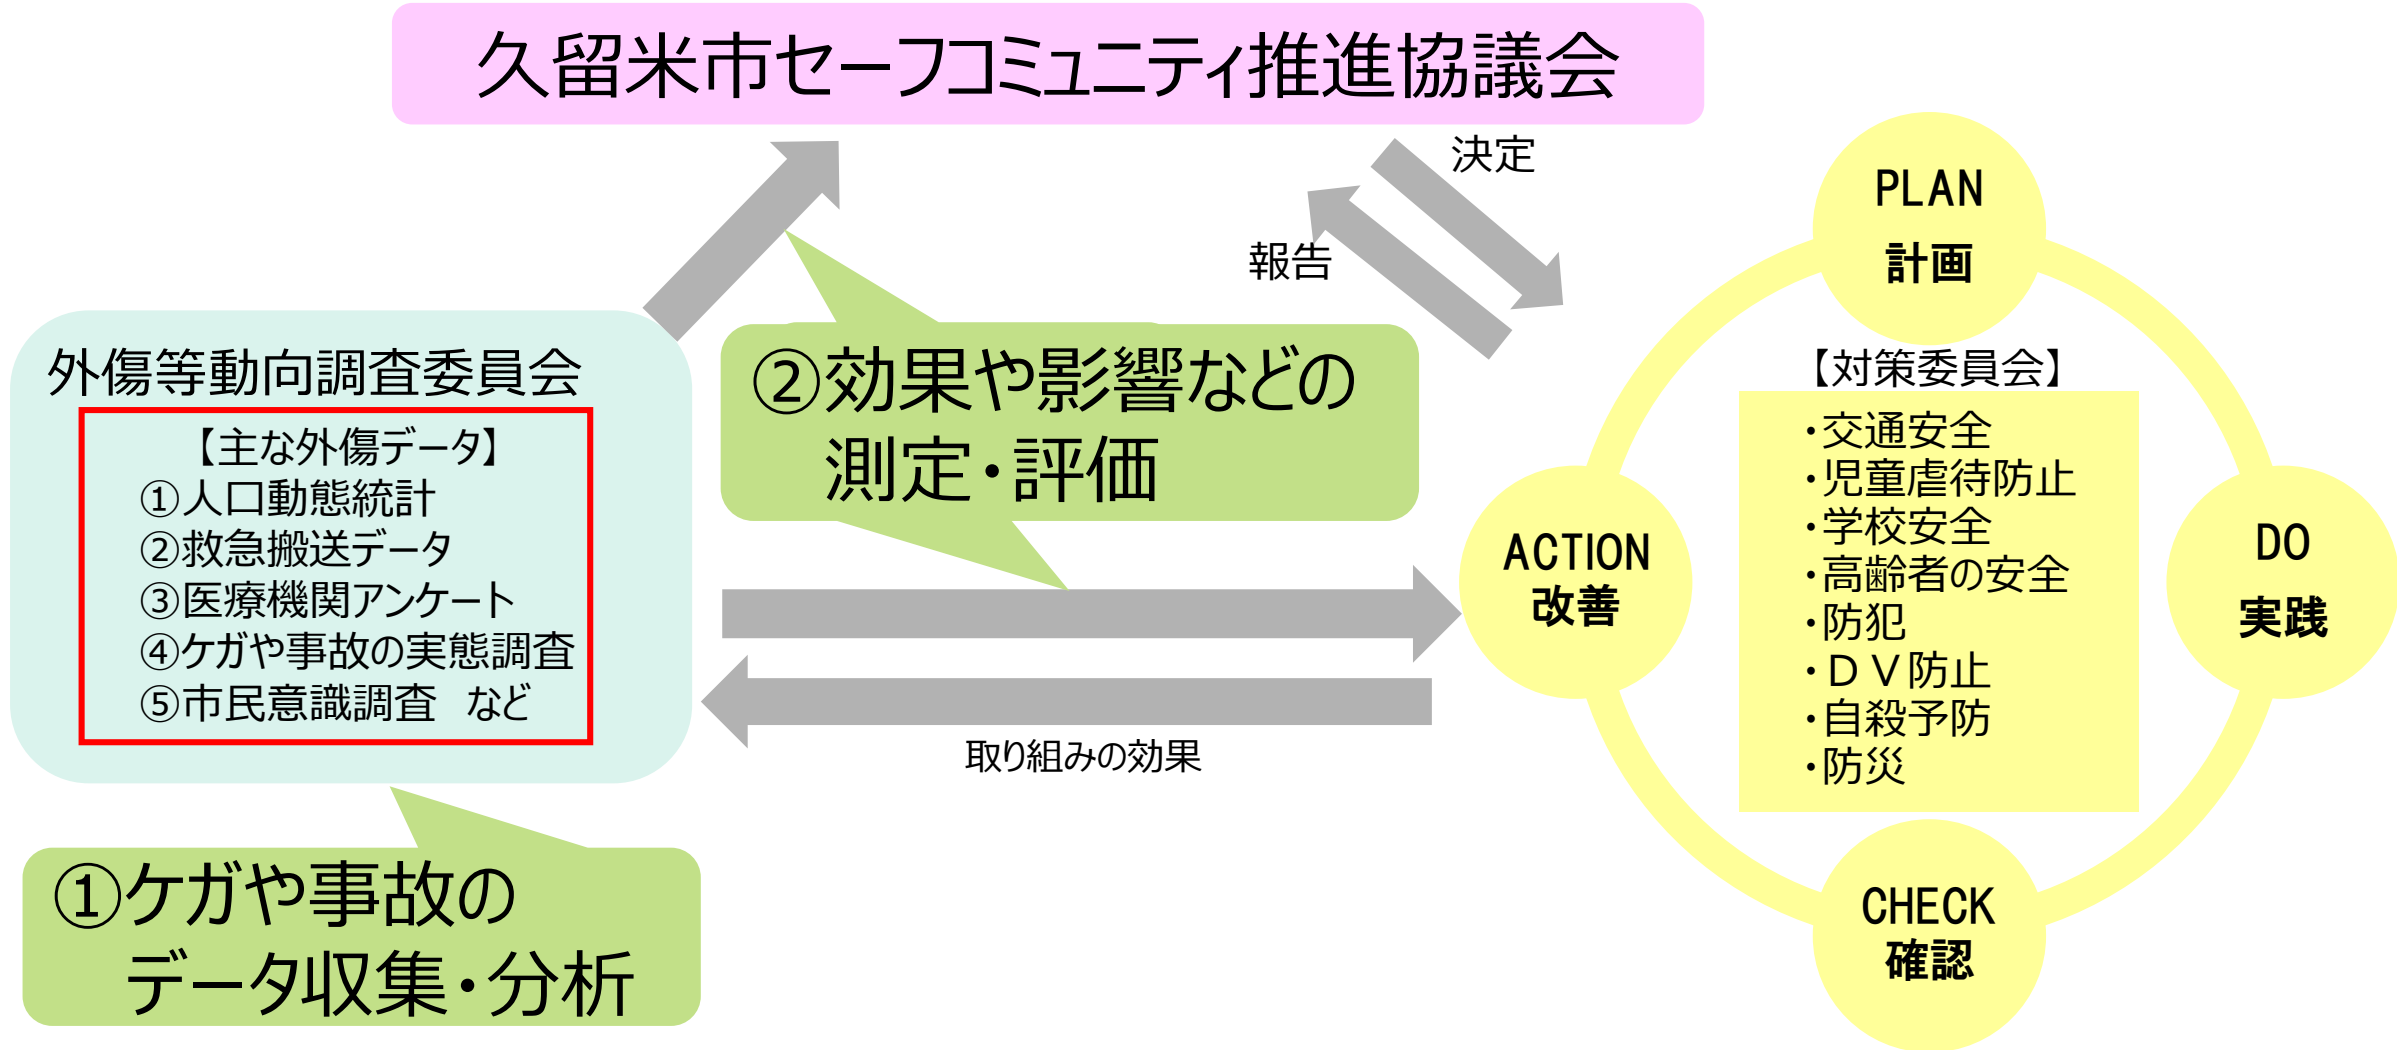 久留米市セーフコミュニティ推進協議会
決定
報告
外傷等動向調査委員会
【主な外傷データ】
①人口動態統計
②救急搬送データ
③医療機関アンケート
④ケガや事故の実態調査
⑤市民意識調査　など
②効果や影響などの
測定・評価
取り組みの効果
①ケガや事故の
データ収集・分析
PLAN
計画
【対策委員会】
・交通安全
・児童虐待防止
・学校安全
・高齢者の安全
・防犯
・ＤＶ防止
・自殺予防
・防災
ACTION
改善
DO
実践
CHECK
確認